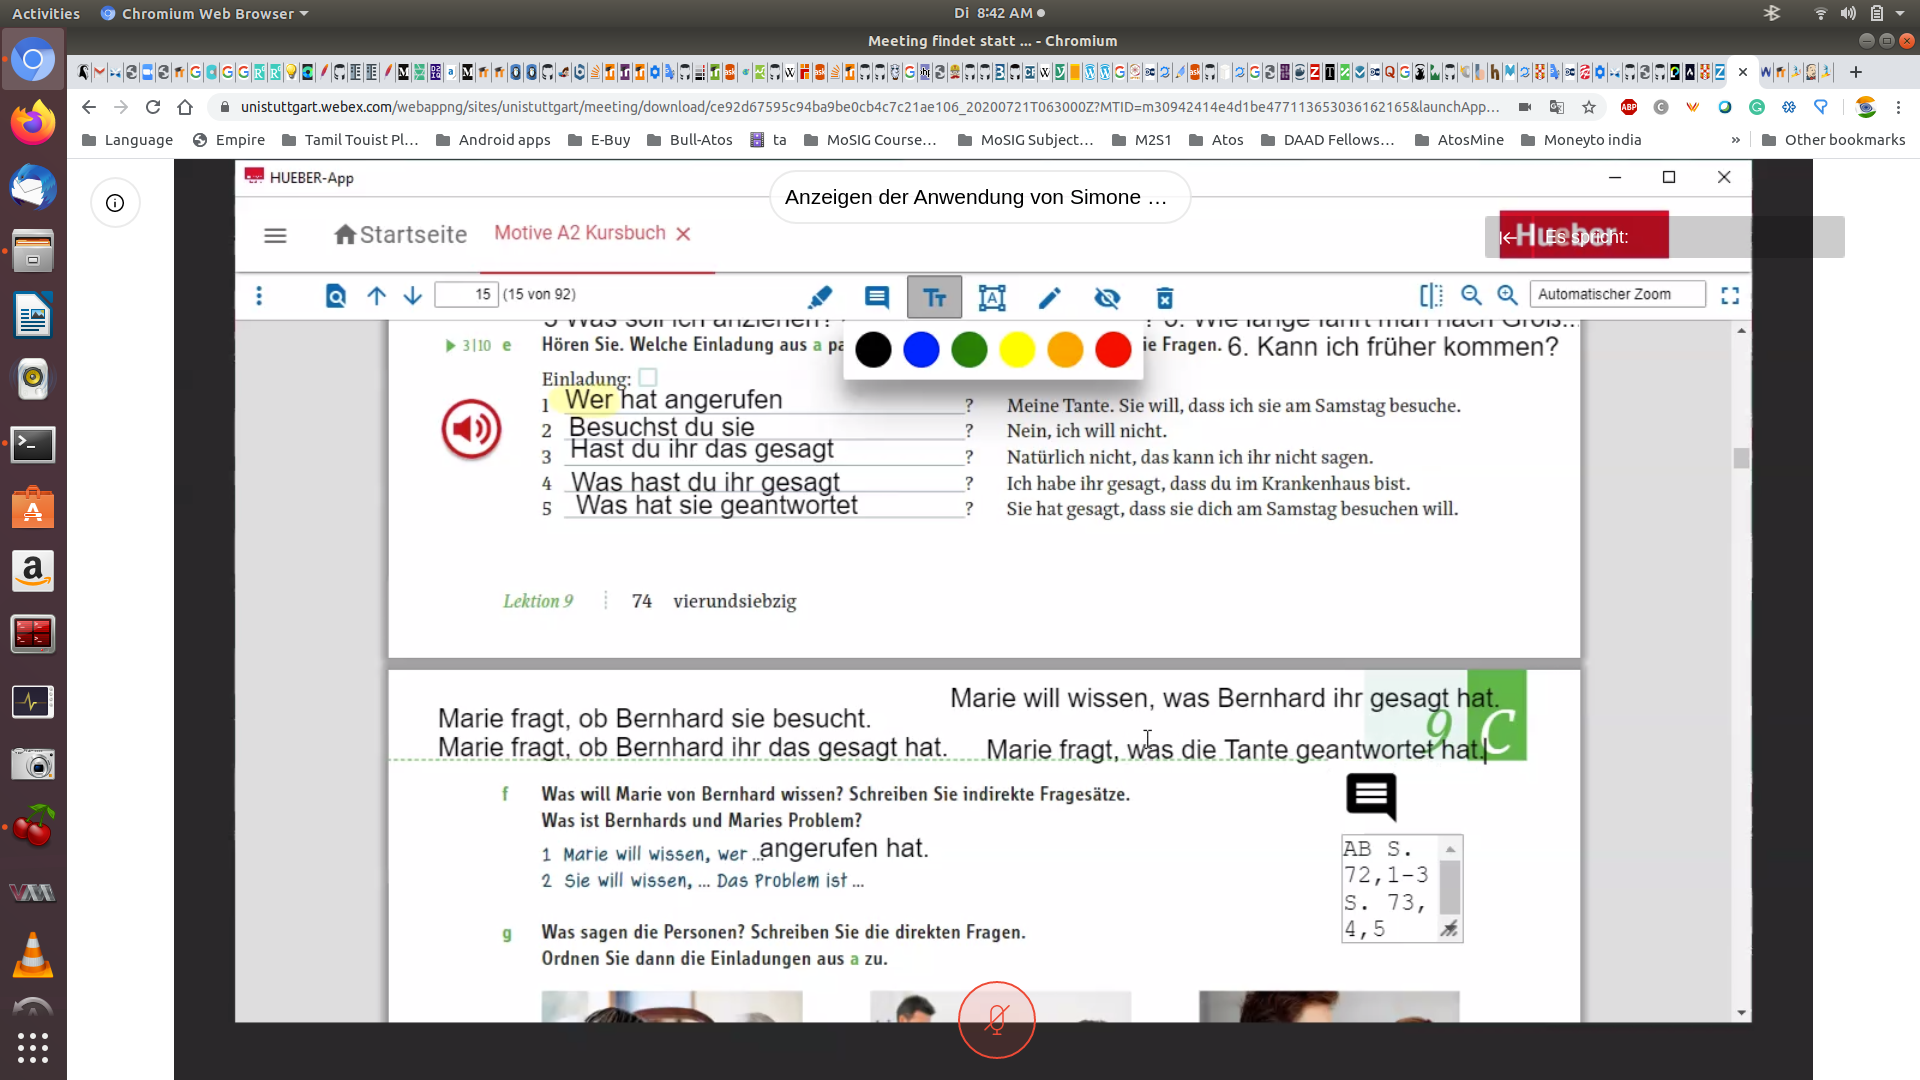 Activities
Chromium Web Browser
Di 8:42 AM
Meeting findet statt ... - Chromium
unistuttgart.webex.com/webappng/sites/unistuttgart/meeting/download/ce92d67595c94ba9be0cb4c7c21ae106_20200721T063000Z?MTID=m30942414e4d1be477113653036162165&launchApp...
Language
Empire
Tamil Touist Pl...
Android apps
E-Buy
Bull-Atos
ta
MoSIG Course...
MoSIG Subject...
M2S1
Atos
DAAD Fellows...
AtosMine
Moneyto india
»
Other bookmarks
HUEBER-App
Anzeigen der Anwendung von Simone ...
Startseite
Motive A2 Kursbuch
Hueber
Es spricht:
15 (15 von 92)
Automatischer Zoom
3 Was soll ich anziehen?
? 5. Wie lange fährt man nach Groß...
3|10 e Hören Sie. Welche Einladung aus a pa
ie Fragen. 6. Kann ich früher kommen?
Einladung:
1 Wer hat angerufen ? Meine Tante. Sie will, dass ich sie am Samstag besuche.
2 Besuchst du sie ? Nein, ich will nicht.
3 Hast du ihr das gesagt ? Natürlich nicht, das kann ich ihr nicht sagen.
4 Was hast du ihr gesagt ? Ich habe ihr gesagt, dass du im Krankenhaus bist.
5 Was hat sie geantwortet ? Sie hat gesagt, dass sie dich am Samstag besuchen will.
Lektion 9 74 vierundsiebzig
Marie will wissen, was Bernhard ihr gesagt hat.
Marie fragt, ob Bernhard sie besucht.
9 C
Marie fragt, ob Bernhard ihr das gesagt hat. Marie fragt, was die Tante geantwortet hat.
f Was will Marie von Bernhard wissen? Schreiben Sie indirekte Fragesätze.
Was ist Bernhards und Maries Problem?
1 Marie will wissen, wer ... angerufen hat.
2 Sie will wissen, ... Das Problem ist ...
AB S.
72,1-3
S. 73,
4,5
g Was sagen die Personen? Schreiben Sie die direkten Fragen.
Ordnen Sie dann die Einladungen aus a zu.